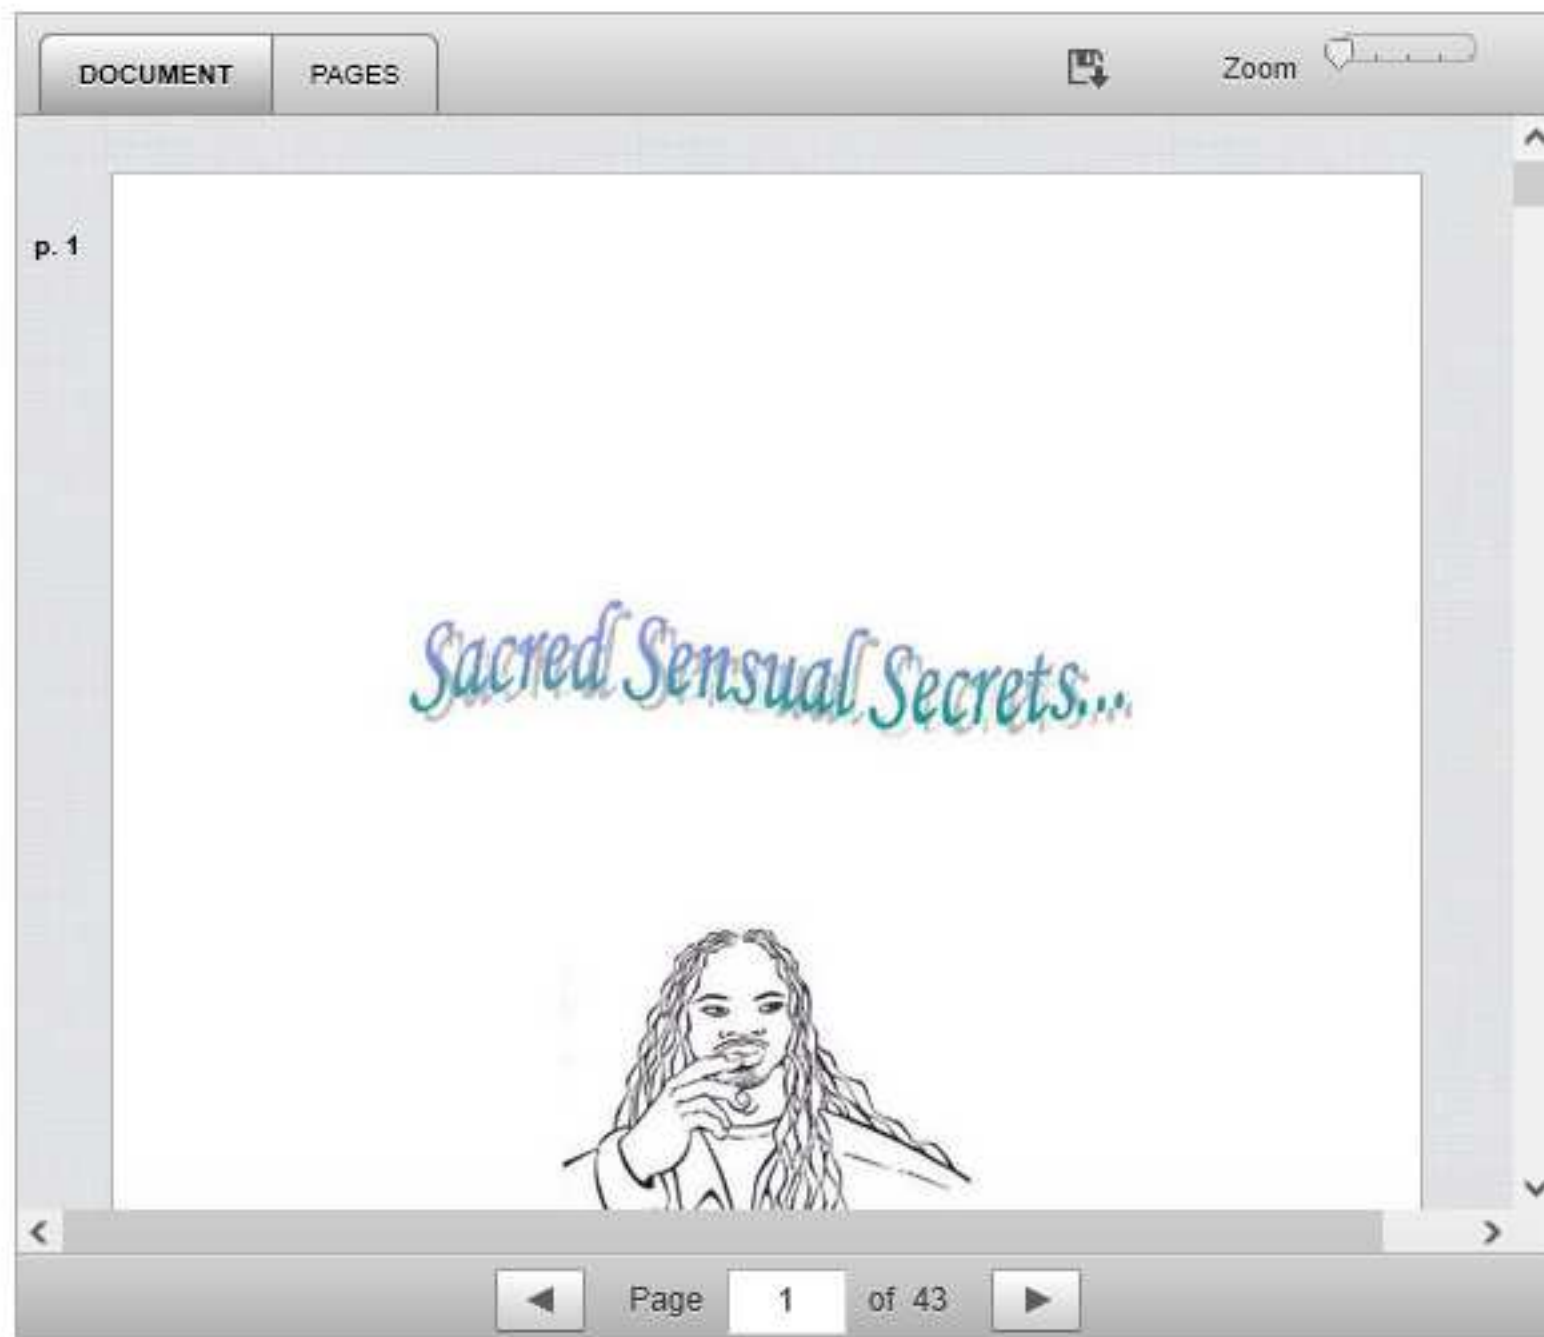 DOCUMENT PAGES Zoom
p. 1
Sacred Sensual Secrets...
Page 1 of 43